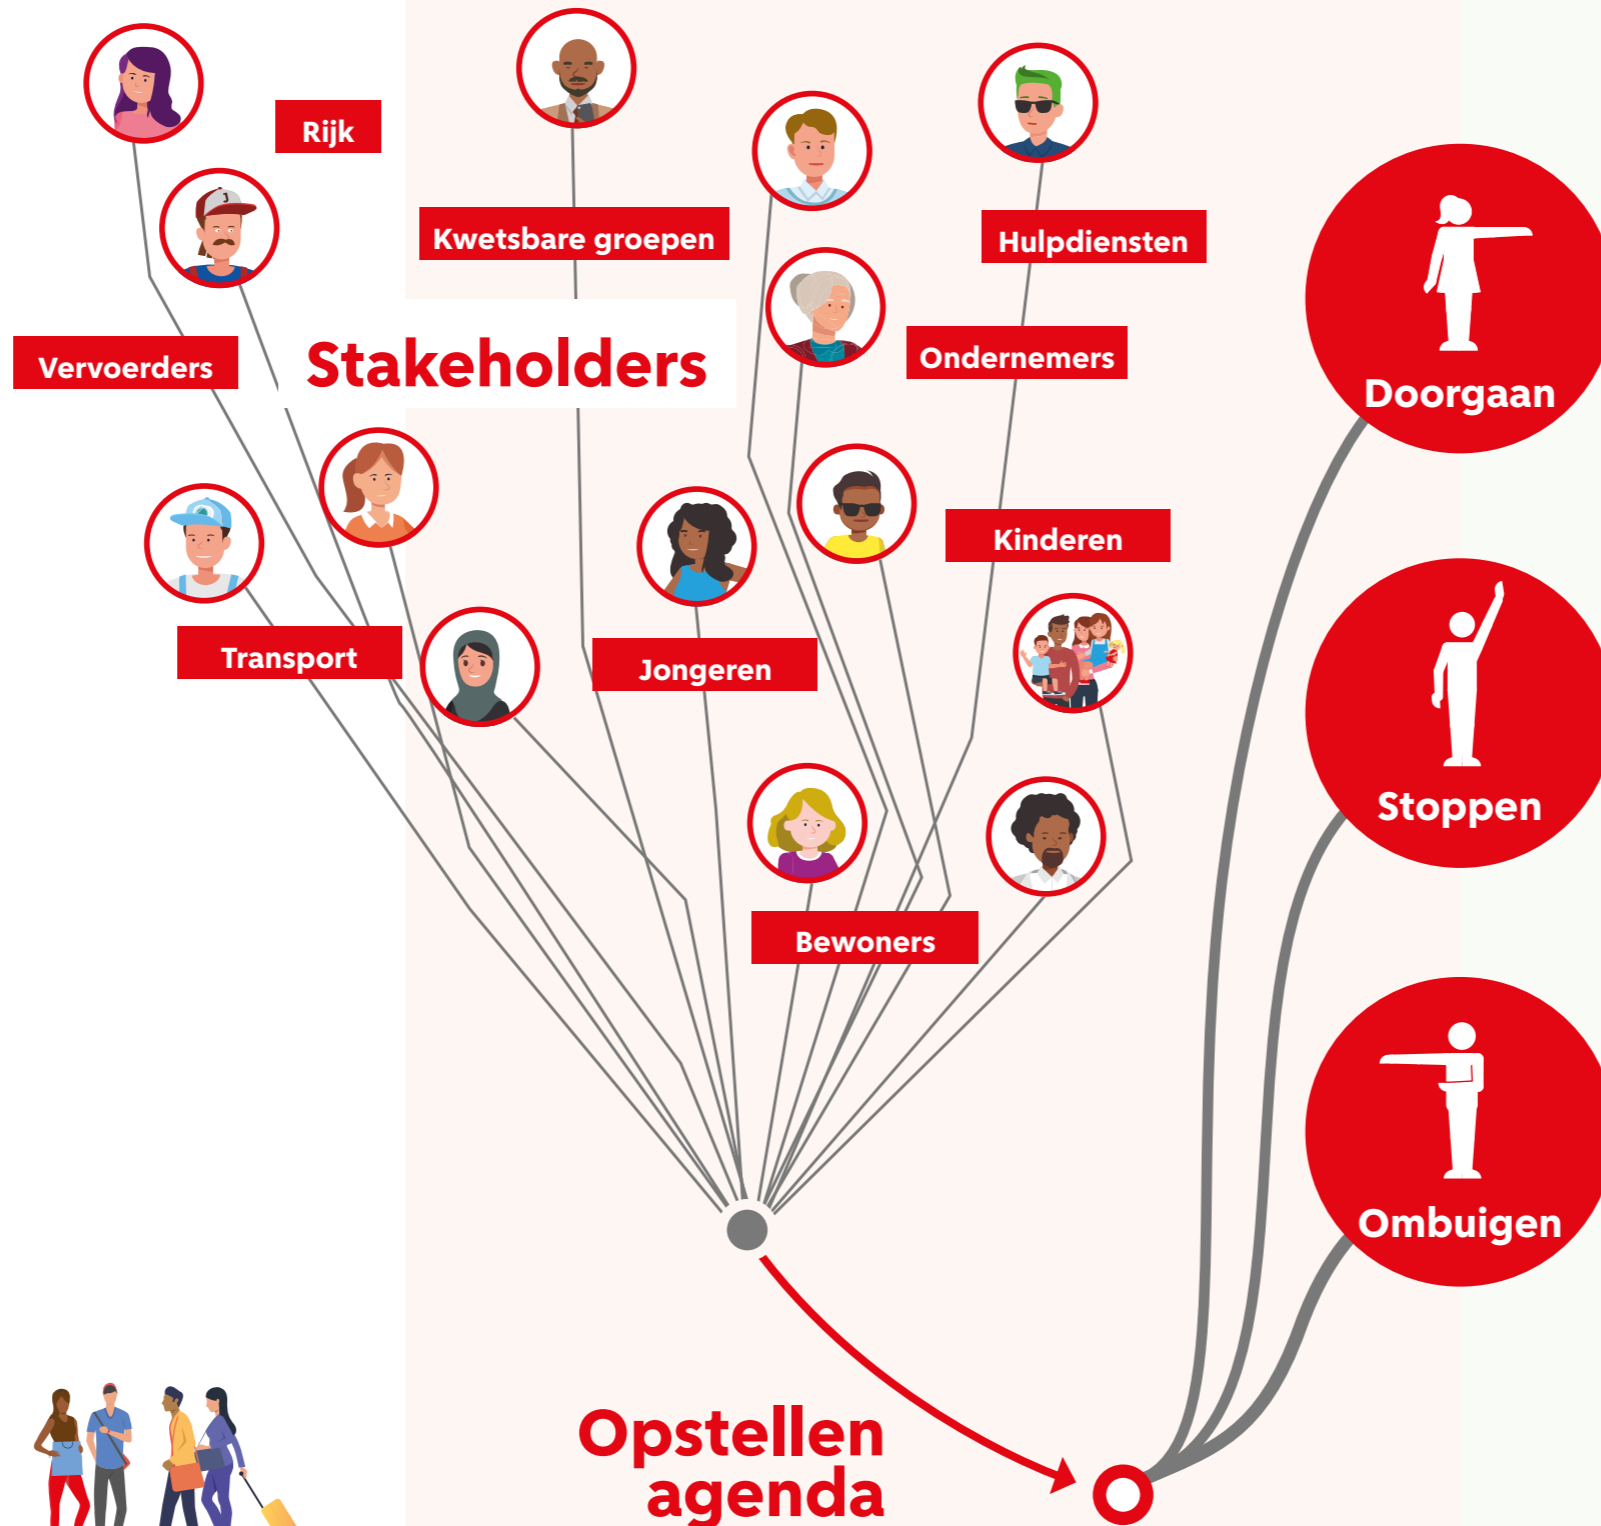 Rijk
Kwetsbare groepen
Hulpdiensten
Vervoerders
Stakeholders
Ondernemers
Doorgaan
Kinderen
Transport
Jongeren
Stoppen
Bewoners
Ombuigen
Opstellen
agenda
J